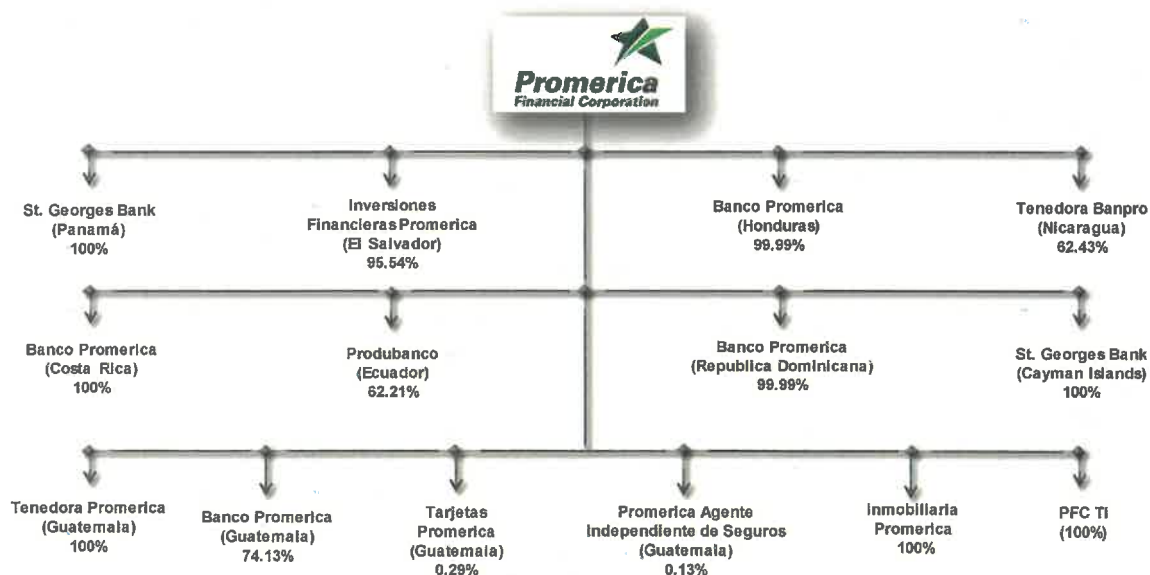 Promerica
Financial Corporation
St. Georges Bank
(Panamá)
100%
Inversiones
Financieras Promerica
(El Salvador)
95.54%
Banco Promerica
(Honduras)
99.99%
Tenedora Banpro
(Nicaragua)
62.43%
Banco Promerica
(Costa Rica)
100%
Produbanco
(Ecuador)
62.21%
Banco Promerica
(Republica Dominicana)
99.99%
St. Georges Bank
(Cayman Islands)
100%
Tenedora Promerica
(Guatemala)
100%
Banco Promerica
(Guatemala)
74.13%
Tarjetas
Promerica
(Guatemala)
0.29%
Promerica Agente
Independiente de Seguros
(Guatemala)
0.13%
Inmobiliaria
Promerica
100%
PFC TI
(100%)